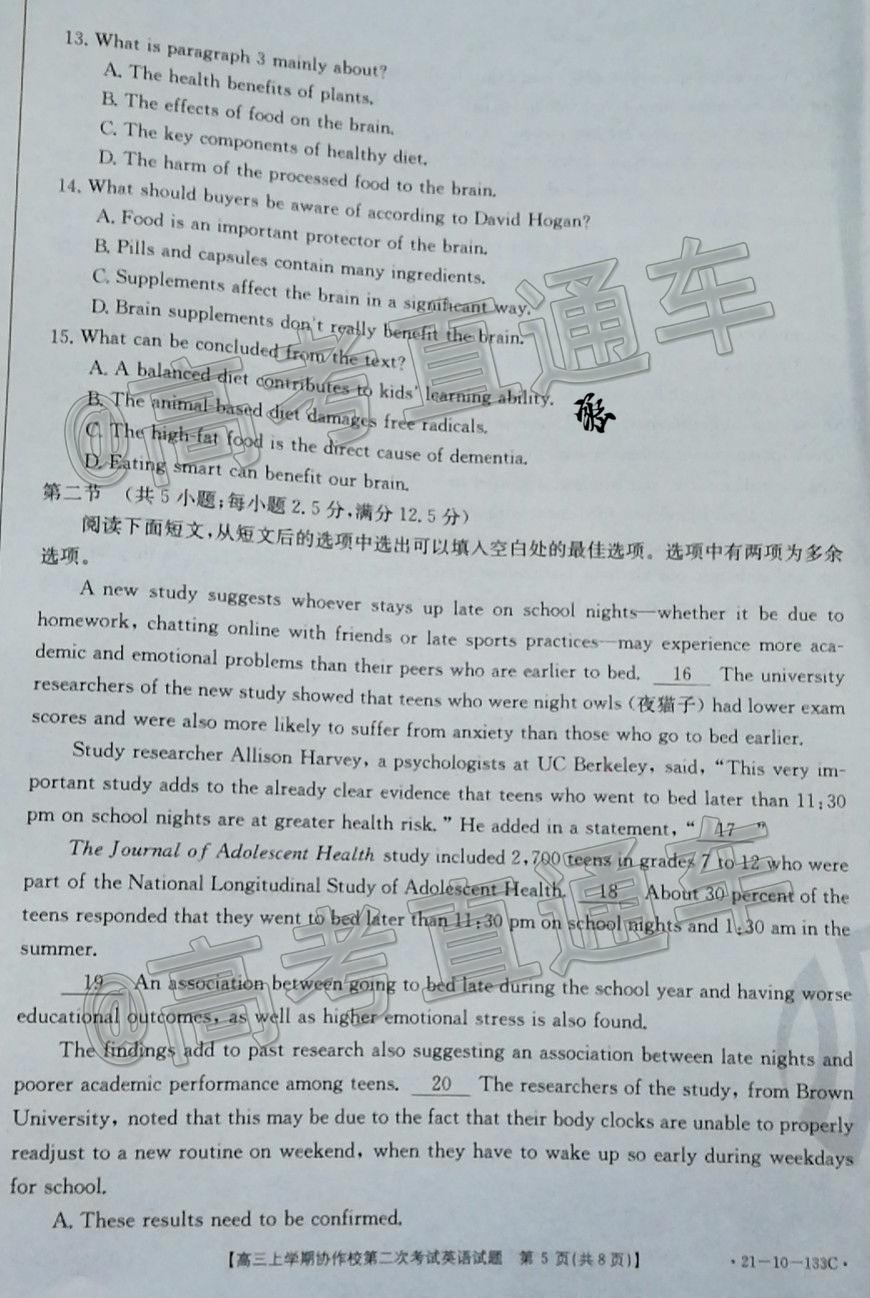 13. What is paragraph 3 mainly about?
A. The health benefits of plants.
B. The effects of food on the brain.
C. The key components of healthy diet.
D. The harm of the processed food to the brain.
14. What should buyers be aware of according to David Hogan?
A. Food is an important protector of the brain.
B. Pills and capsules contain many ingredients.
C. Supplements affect the brain in a significant way.
D. Brain supplements don't really benefit the brain.
15. What can be concluded from the text?
A. A balanced diet contributes to kids' learning ability.
B. The animal-based diet damages free radicals.
C. The high-fat food is the direct cause of dementia.
D. Eating smart can benefit our brain.
第二节 (共5小题;每小题2.5分,满分12.5分)
阅读下面短文,从短文后的选项中选出可以填入空白处的最佳选项。选项中有两项为多余
选项。
A new study suggests whoever stays up late on school nights—whether it be due to
homework, chatting online with friends or late sports practices—may experience more aca-
demic and emotional problems than their peers who are earlier to bed. 16 The university
researchers of the new study showed that teens who were night owls (夜猫子) had lower exam
scores and were also more likely to suffer from anxiety than those who go to bed earlier.
Study researcher Allison Harvey, a psychologists at UC Berkeley, said, “This very im-
portant study adds to the already clear evidence that teens who went to bed later than 11:30
pm on school nights are at greater health risk.” He added in a statement, “ 17 ”
The Journal of Adolescent Health study included 2,700 teens in grades 7 to 12 who were
part of the National Longitudinal Study of Adolescent Health. 18 About 30 percent of the
teens responded that they went to bed later than 11:30 pm on school nights and 1:30 am in the
summer.
19 An association between going to bed late during the school year and having worse
educational outcomes, as well as higher emotional stress is also found.
The findings add to past research also suggesting an association between late nights and
poorer academic performance among teens. 20 The researchers of the study, from Brown
University, noted that this may be due to the fact that their body clocks are unable to properly
readjust to a new routine on weekend, when they have to wake up so early during weekdays
for school.
A. These results need to be confirmed.
【高三上学期协作校第二次考试英语试题 第5页(共8页)】 ·21-10-133C·
@高考直通车
@高考直通车